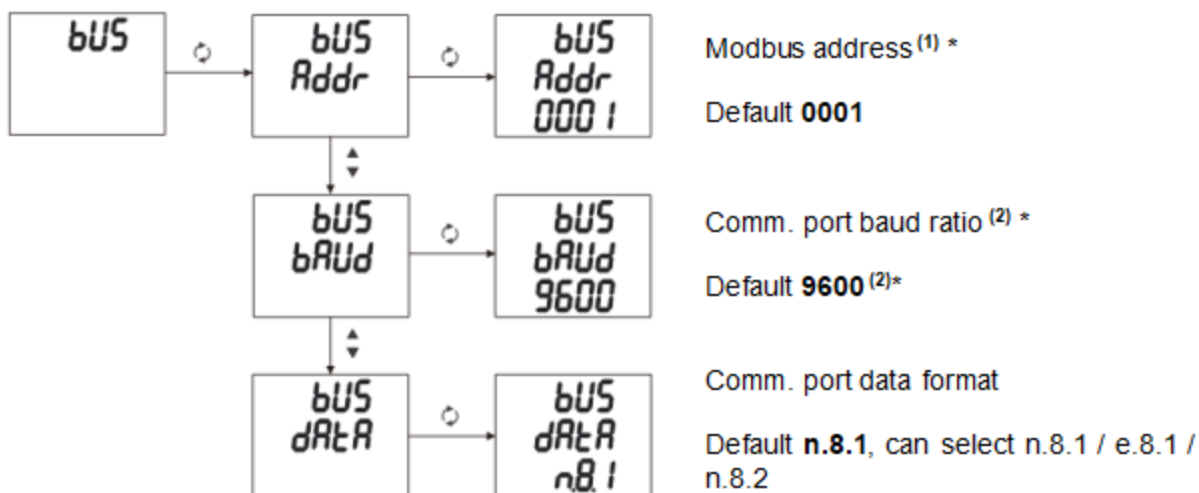 bUS
bUS
Addr
bUS
Addr
0001
Modbus address (1) *
Default 0001
bUS
bAUd
bUS
bAUd
9600
Comm. port baud ratio (2) *
Default 9600 (2)*
bUS
dAtA
bUS
dAtA
n.8.1
Comm. port data format
Default n.8.1, can select n.8.1 / e.8.1 /
n.8.2